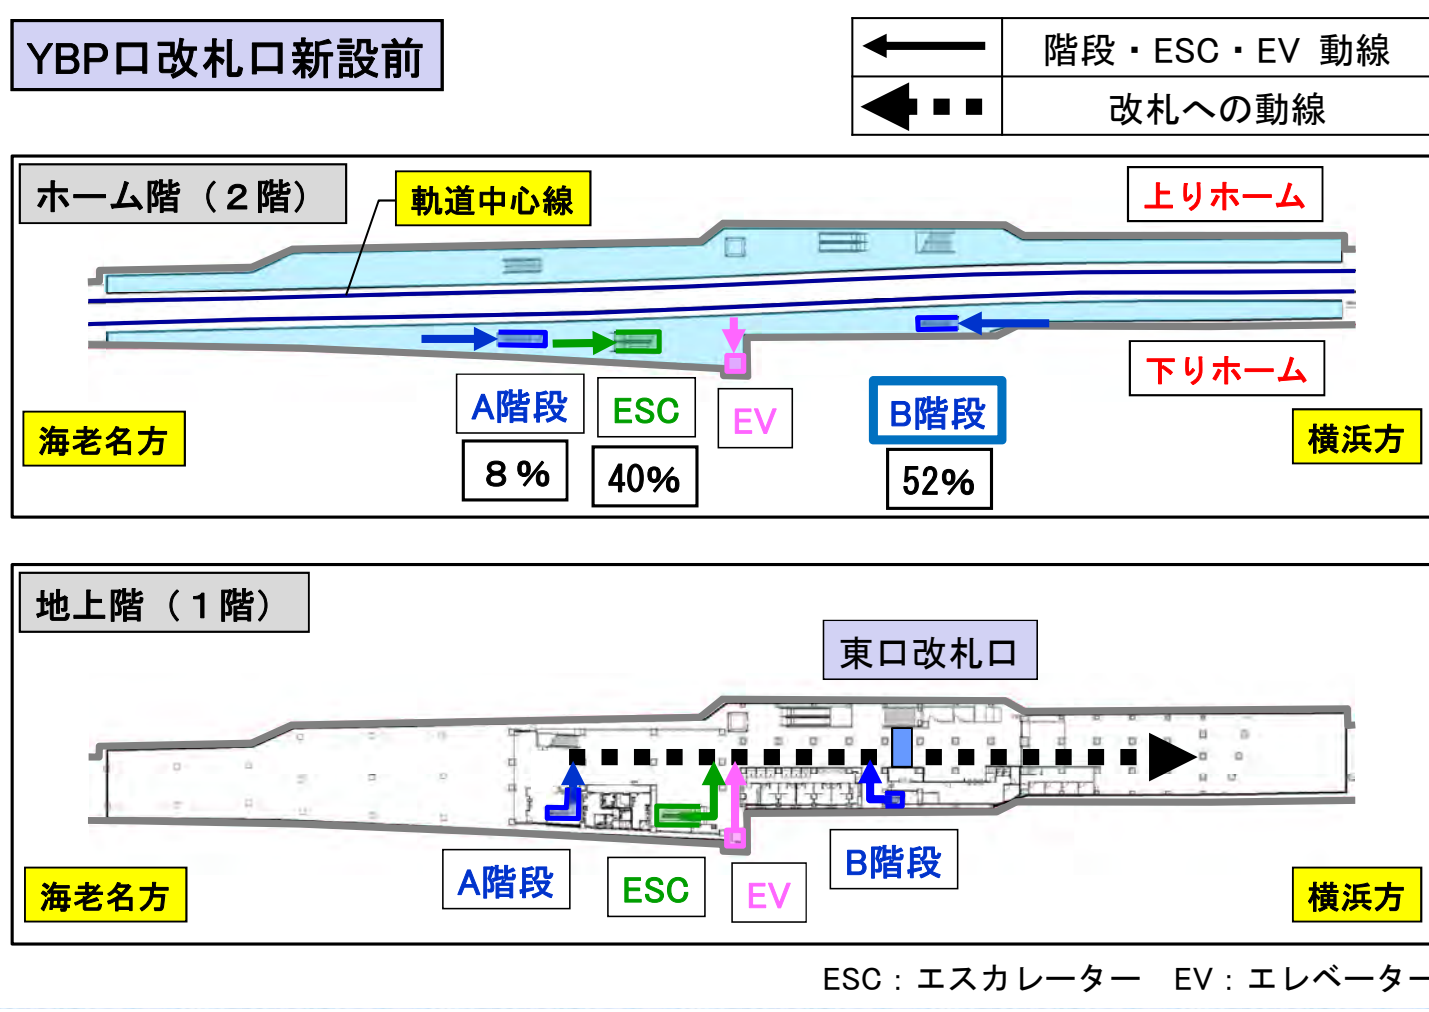 YBP口改札口新設前
階段・ESC・EV 動線
改札への動線
ホーム階（２階）
軌道中心線
上りホーム
下りホーム
A階段
ESC
EV
B階段
海老名方
横浜方
８%
40%
52%
地上階（１階）
東口改札口
A階段
ESC
EV
B階段
海老名方
横浜方
ESC：エスカレーター　EV：エレベーター